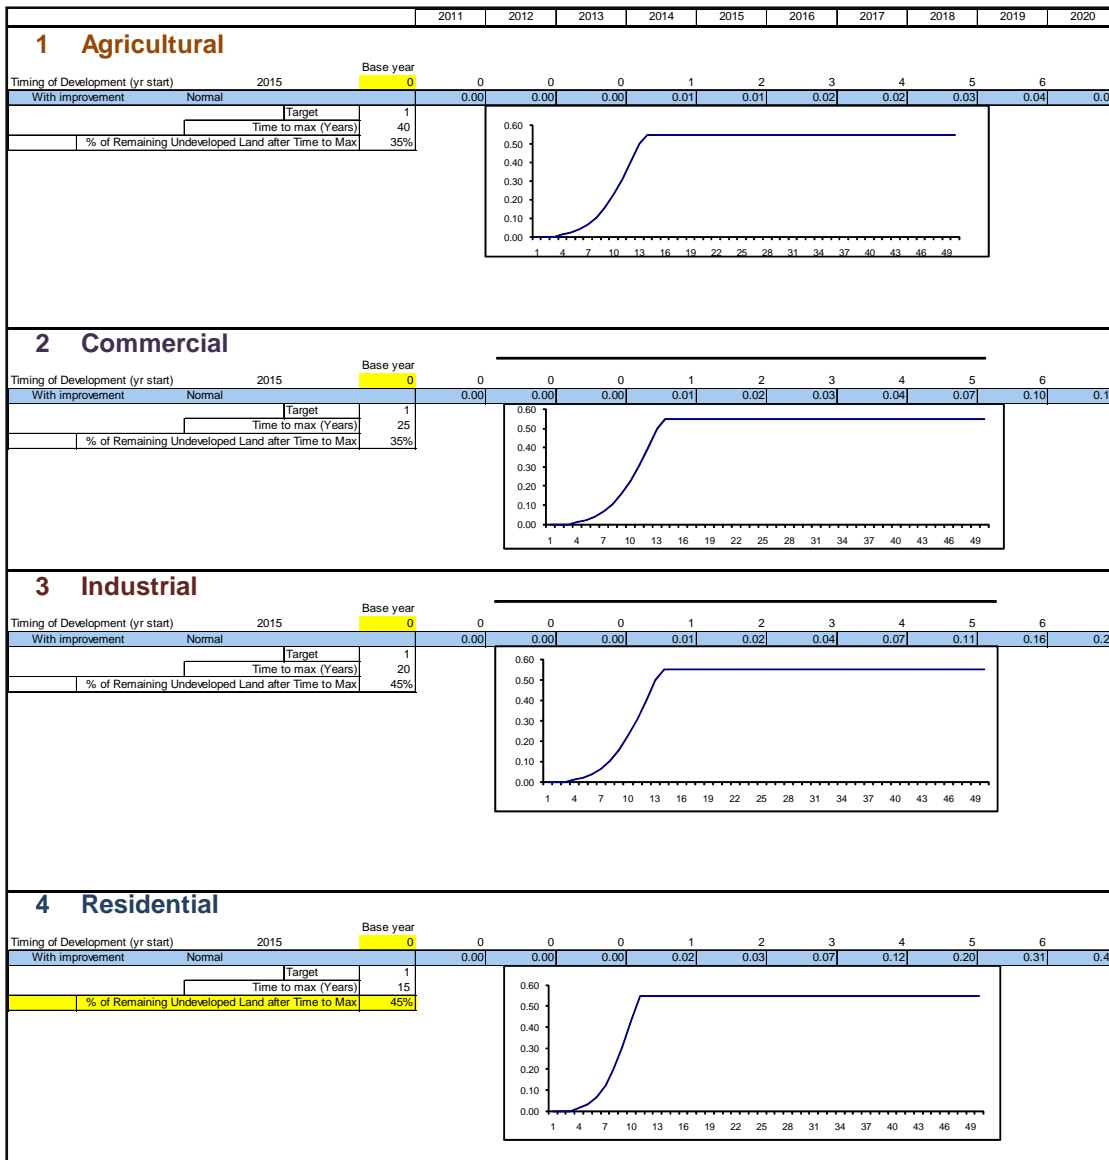 2011 2012 2013 2014 2015 2016 2017 2018 2019 2020
1 Agricultural
Base year
Timing of Development (yr start) 2015 0 0 0 0 1 2 3 4 5 6
With improvement Normal 0.00 0.00 0.00 0.01 0.01 0.02 0.02 0.03 0.04 0.0
Target 1
Time to max (Years) 40
% of Remaining Undeveloped Land after Time to Max 35%
0.60
0.50
0.40
0.30
0.20
0.10
0.00
1 4 7 10 13 16 19 22 25 28 31 34 37 40 43 46 49
2 Commercial
Base year
Timing of Development (yr start) 2015 0 0 0 0 1 2 3 4 5 6
With improvement Normal 0.00 0.00 0.00 0.01 0.02 0.03 0.04 0.07 0.10 0.1
Target 1
Time to max (Years) 25
% of Remaining Undeveloped Land after Time to Max 35%
0.60
0.50
0.40
0.30
0.20
0.10
0.00
1 4 7 10 13 16 19 22 25 28 31 34 37 40 43 46 49
3 Industrial
Base year
Timing of Development (yr start) 2015 0 0 0 0 1 2 3 4 5 6
With improvement Normal 0.00 0.00 0.00 0.01 0.02 0.04 0.07 0.11 0.16 0.2
Target 1
Time to max (Years) 20
% of Remaining Undeveloped Land after Time to Max 45%
0.60
0.50
0.40
0.30
0.20
0.10
0.00
1 4 7 10 13 16 19 22 25 28 31 34 37 40 43 46 49
4 Residential
Base year
Timing of Development (yr start) 2015 0 0 0 0 1 2 3 4 5 6
With improvement Normal 0.00 0.00 0.00 0.02 0.03 0.07 0.12 0.20 0.31 0.4
Target 1
Time to max (Years) 15
% of Remaining Undeveloped Land after Time to Max 45%
0.60
0.50
0.40
0.30
0.20
0.10
0.00
1 4 7 10 13 16 19 22 25 28 31 34 37 40 43 46 49